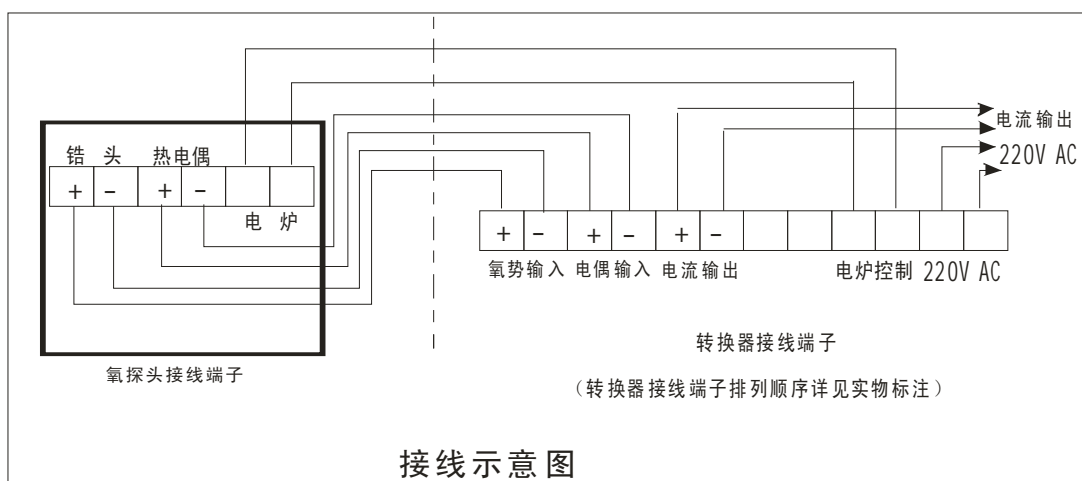 电流输出
220V AC
锆 头 热电偶
+ - + -
电 炉
+ - + - + -
氧势输入 电偶输入 电流输出 电炉控制 220V AC
转换器接线端子
氧探头接线端子
(转换器接线端子排列顺序详见实物标注)
接线示意图